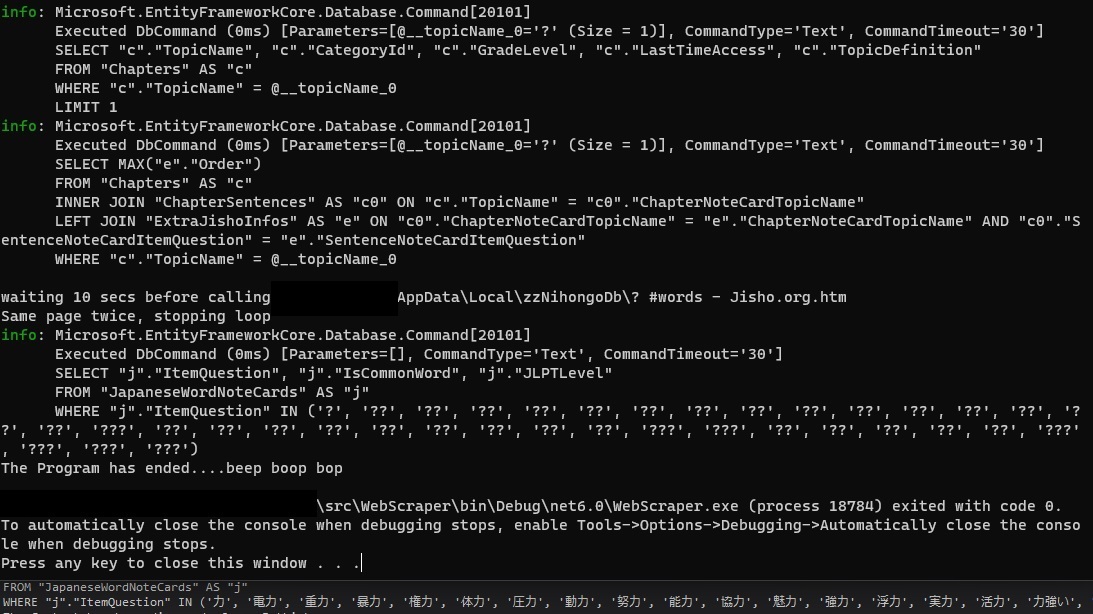 info: Microsoft.EntityFrameworkCore.Database.Command[20101]
Executed DbCommand (0ms) [Parameters=[@__topicName_0='?' (Size = 1)], CommandType='Text', CommandTimeout='30']
SELECT "c"."TopicName", "c"."CategoryId", "c"."GradeLevel", "c"."LastTimeAccess", "c"."TopicDefinition"
FROM "Chapters" AS "c"
WHERE "c"."TopicName" = @__topicName_0
LIMIT 1
info: Microsoft.EntityFrameworkCore.Database.Command[20101]
Executed DbCommand (0ms) [Parameters=[@__topicName_0='?' (Size = 1)], CommandType='Text', CommandTimeout='30']
SELECT MAX("e"."Order")
FROM "Chapters" AS "c"
INNER JOIN "ChapterSentences" AS "c0" ON "c"."TopicName" = "c0"."ChapterNoteCardTopicName"
LEFT JOIN "ExtraJishoInfos" AS "e" ON "c0"."ChapterNoteCardTopicName" = "e"."ChapterNoteCardTopicName" AND "c0"."S
entenceNoteCardItemQuestion" = "e"."SentenceNoteCardItemQuestion"
WHERE "c"."TopicName" = @__topicName_0
waiting 10 secs before calling AppData\Local\zzNihongoDb\? #words - Jisho.org.htm
Same page twice, stopping loop
info: Microsoft.EntityFrameworkCore.Database.Command[20101]
Executed DbCommand (0ms) [Parameters=[], CommandType='Text', CommandTimeout='30']
SELECT "j"."ItemQuestion", "j"."IsCommonWord", "j"."JLPTLevel"
FROM "JapaneseWordNoteCards" AS "j"
WHERE "j"."ItemQuestion" IN ('?', '??', '??', '??', '??', '??', '??', '??', '??', '??', '??', '??', '??', '??', '?
?', '??', '???', '??', '??', '??', '??', '??', '??', '??', '??', '??', '??', '???', '???', '??', '??', '??', '??', '??', '???'
, '???', '???', '???')
The Program has ended....beep boop bop
\src\WebScraper\bin\Debug\net6.0\WebScraper.exe (process 18784) exited with code 0.
To automatically close the console when debugging stops, enable Tools->Options->Debugging->Automatically close the conso
le when debugging stops.
Press any key to close this window . . .
FROM "JapaneseWordNoteCards" AS "j"
WHERE "j"."ItemQuestion" IN ('力', '電力', '重力', '暴力', '権力', '体力', '圧力', '動力', '努力', '能力', '協力', '魅力', '強力', '浮力', '実力', '活力', '力強い',